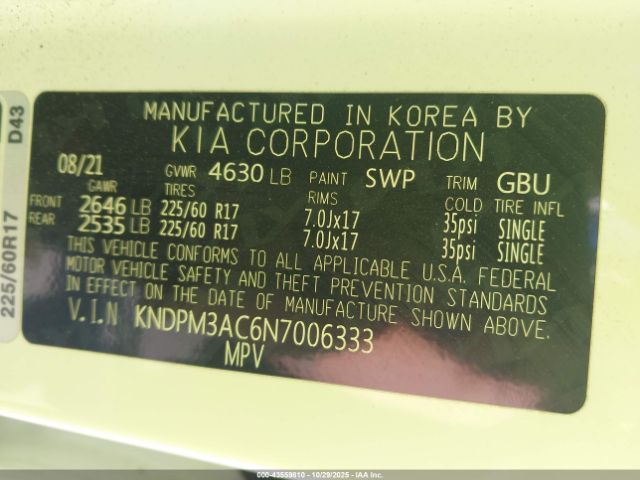 MANUFACTURED IN KOREA BY
KIA CORPORATION
08/21 GVWR 4630 LB PAINT SWP TRIM GBU
GAWR TIRES RIMS COLD TIRE INFL
FRONT 2646 LB 225/60 R17 7.0Jx17 35psi SINGLE
REAR 2535 LB 225/60 R17 7.0Jx17 35psi SINGLE
THIS VEHICLE CONFORMS TO ALL APPLICABLE U.S.A. FEDERAL
MOTOR VEHICLE SAFETY AND THEFT PREVENTION STANDARDS
IN EFFECT ON THE DATE OF MANUFACTURE SHOWN ABOVE.
V.I.N KNDPM3AC6N7006333
MPV
D43
225/60R17
000-43559610 - 10/29/2025 - IAAI.COM